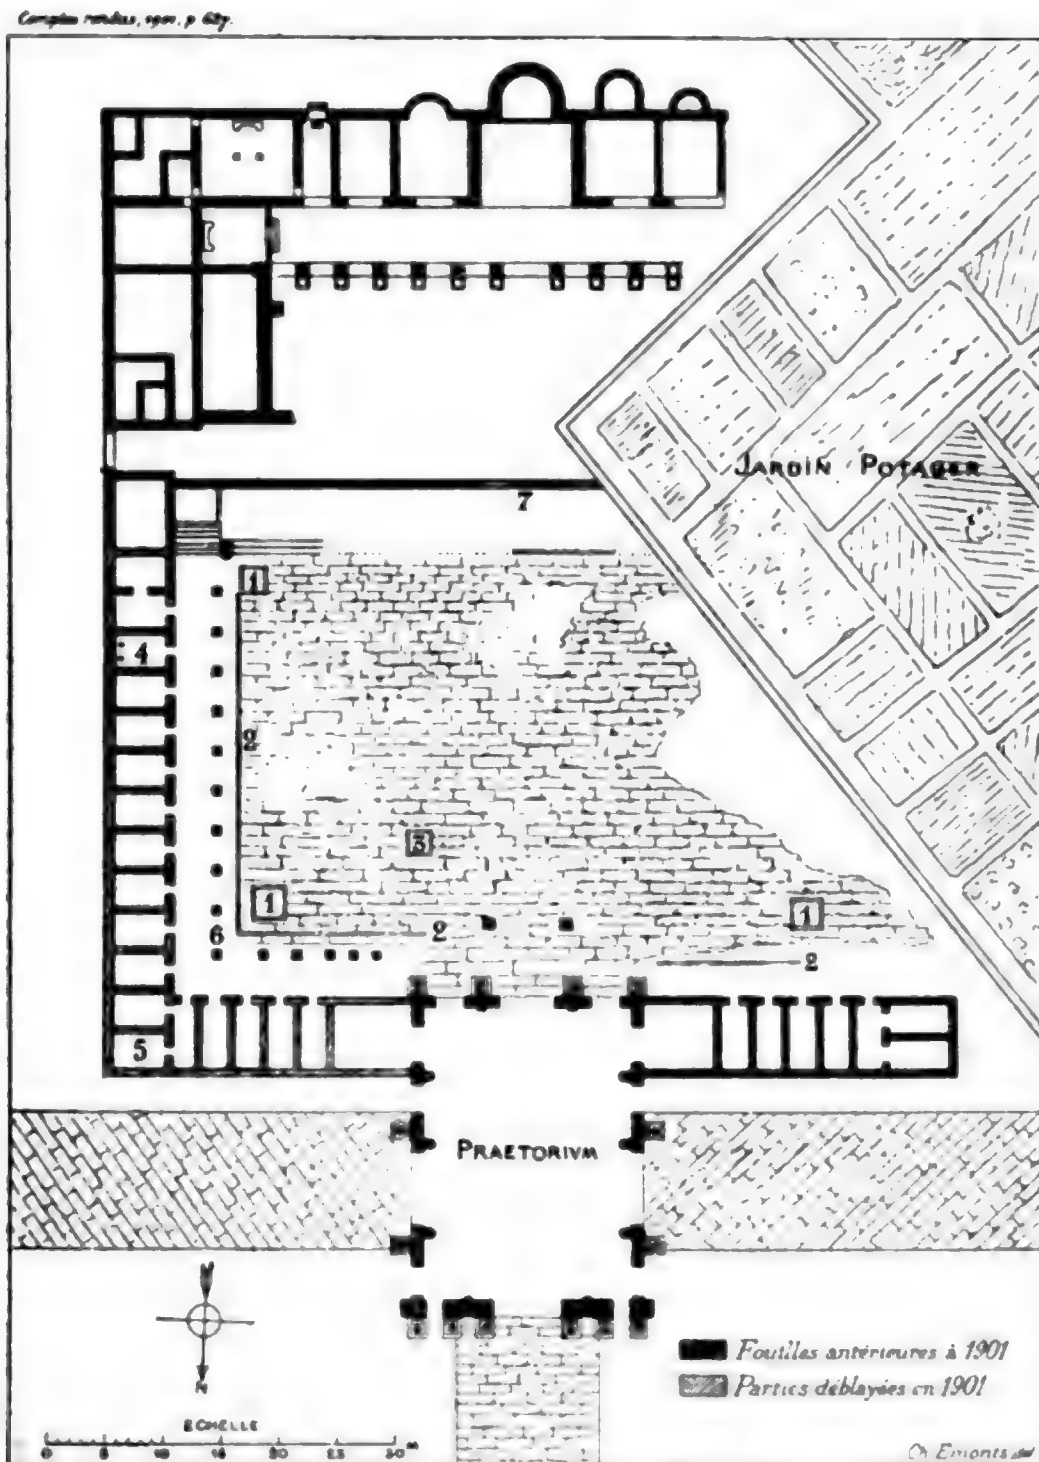 Comptes rendus, 1901, p. 627.
JARDIN POTAGER
7
1
4
2
3
1
1
6
2
2
5
PRAETORIVM
N
ECHELLE
0 5 15 20 25 30 M
Fouilles antérieures à 1901
Parties déblayées en 1901
Ch. Emonts del